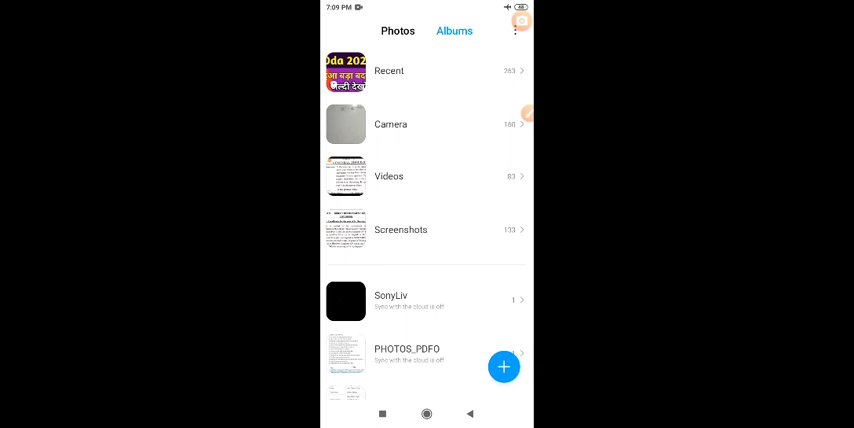 7:09 PM
68
Photos
Albums
Recent
263
Camera
160
Videos
83
Screenshots
133
SonyLiv
1
Sync with the cloud is off
PHOTOS_PDFO
Sync with the cloud is off